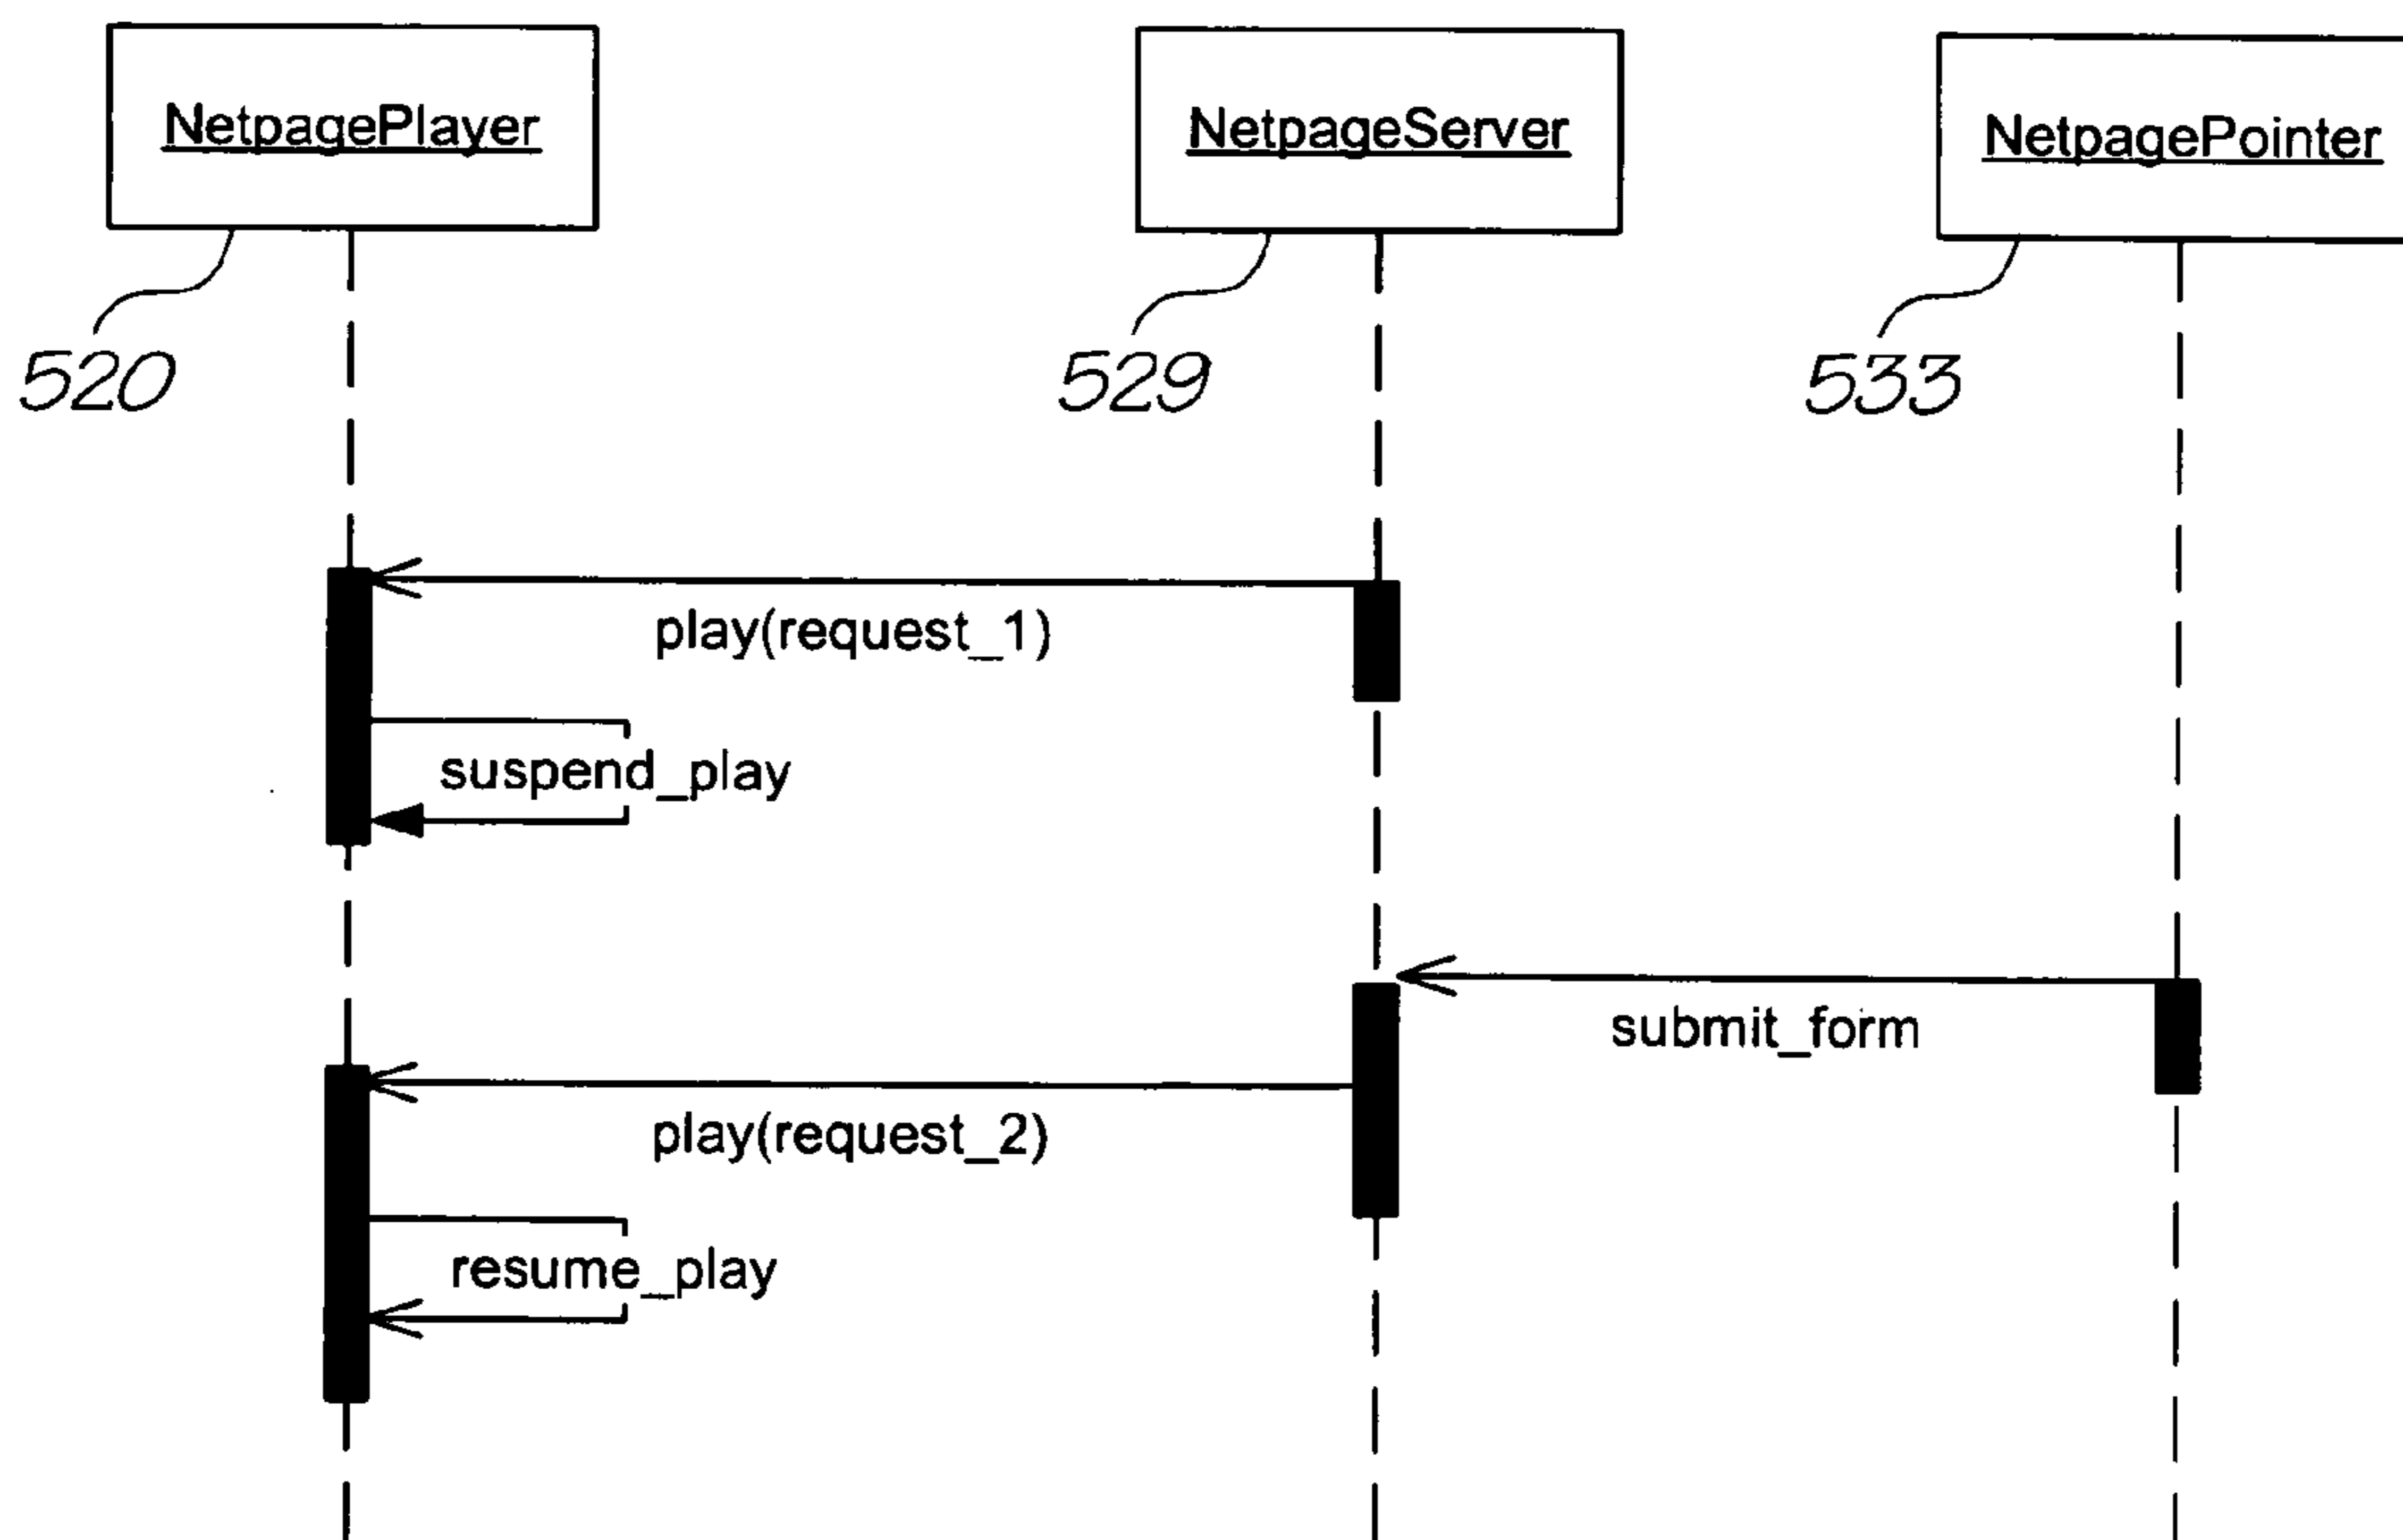 NetpagePlayer
NetpageServer
NetpagePointer
520
529
533
play(request_1)
suspend_play
submit_form
play(request_2)
resume_play